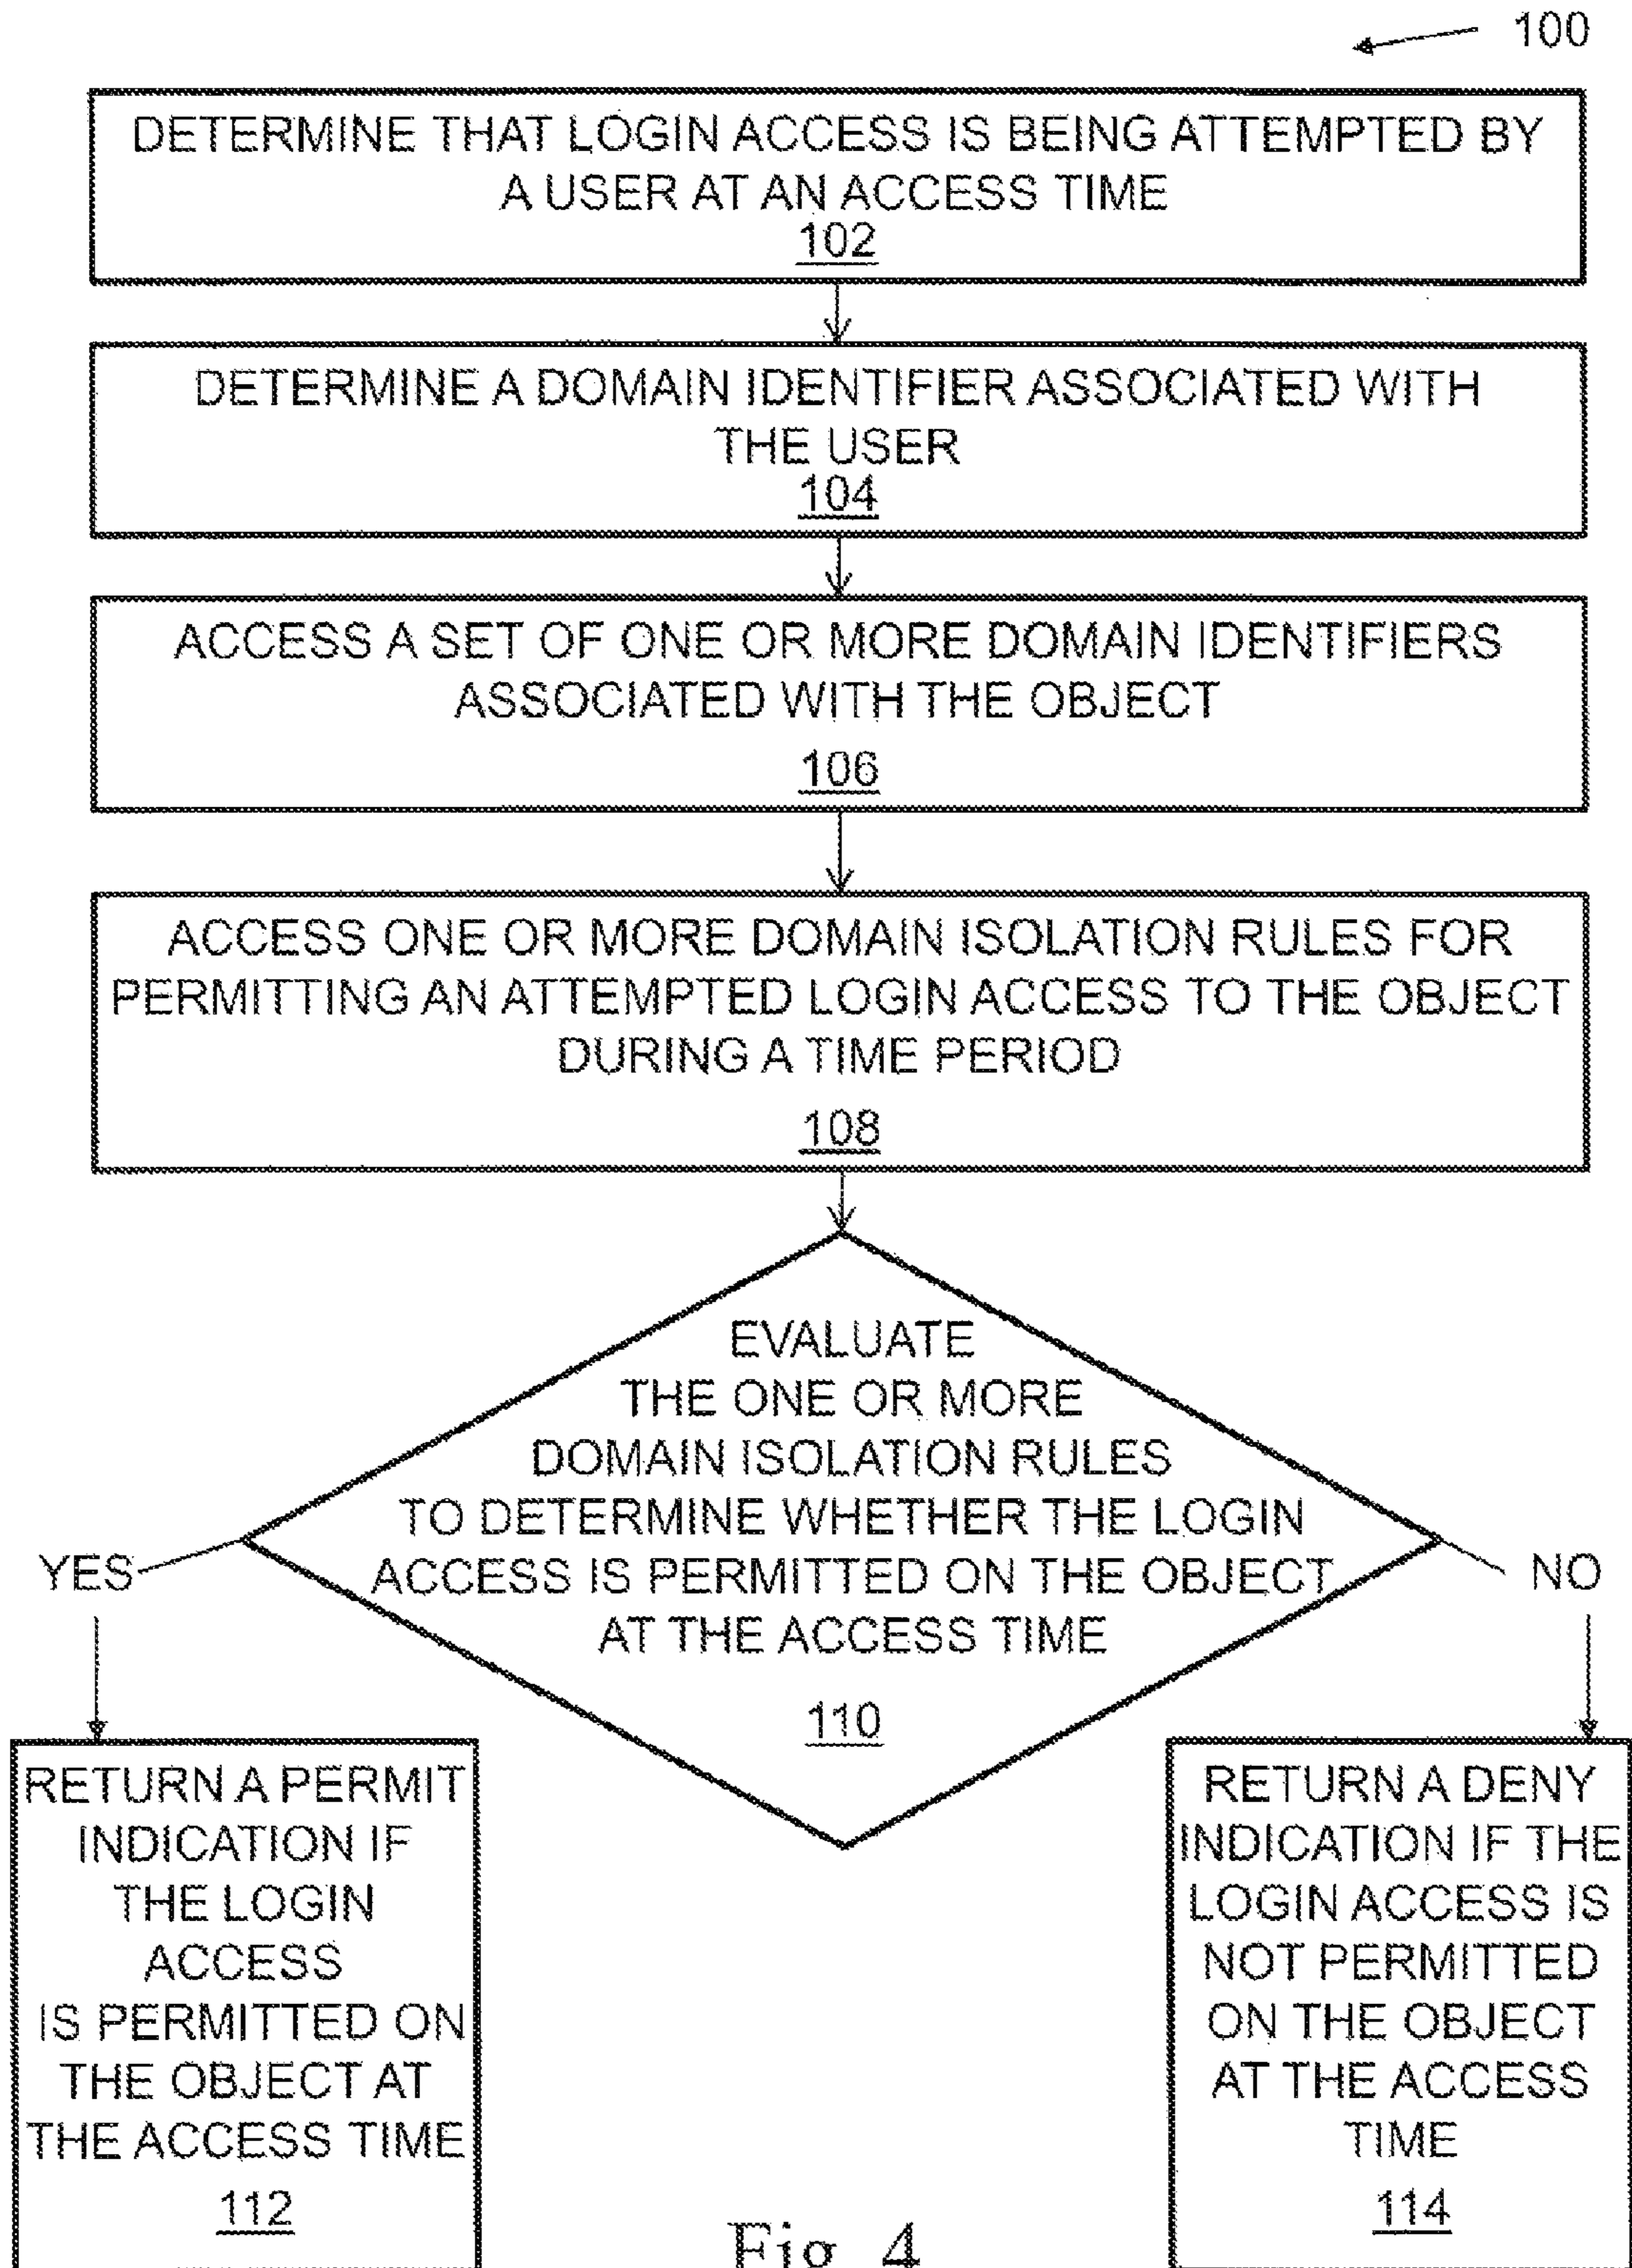 100
DETERMINE THAT LOGIN ACCESS IS BEING ATTEMPTED BY
A USER AT AN ACCESS TIME
102
DETERMINE A DOMAIN IDENTIFIER ASSOCIATED WITH
THE USER
104
ACCESS A SET OF ONE OR MORE DOMAIN IDENTIFIERS
ASSOCIATED WITH THE OBJECT
106
ACCESS ONE OR MORE DOMAIN ISOLATION RULES FOR
PERMITTING AN ATTEMPTED LOGIN ACCESS TO THE OBJECT
DURING A TIME PERIOD
108
EVALUATE
THE ONE OR MORE
DOMAIN ISOLATION RULES
TO DETERMINE WHETHER THE LOGIN
ACCESS IS PERMITTED ON THE OBJECT
AT THE ACCESS TIME
110
YES
NO
RETURN A PERMIT
INDICATION IF
THE LOGIN
ACCESS
IS PERMITTED ON
THE OBJECT AT
THE ACCESS TIME
112
RETURN A DENY
INDICATION IF THE
LOGIN ACCESS IS
NOT PERMITTED
ON THE OBJECT
AT THE ACCESS
TIME
114
Fig. 4